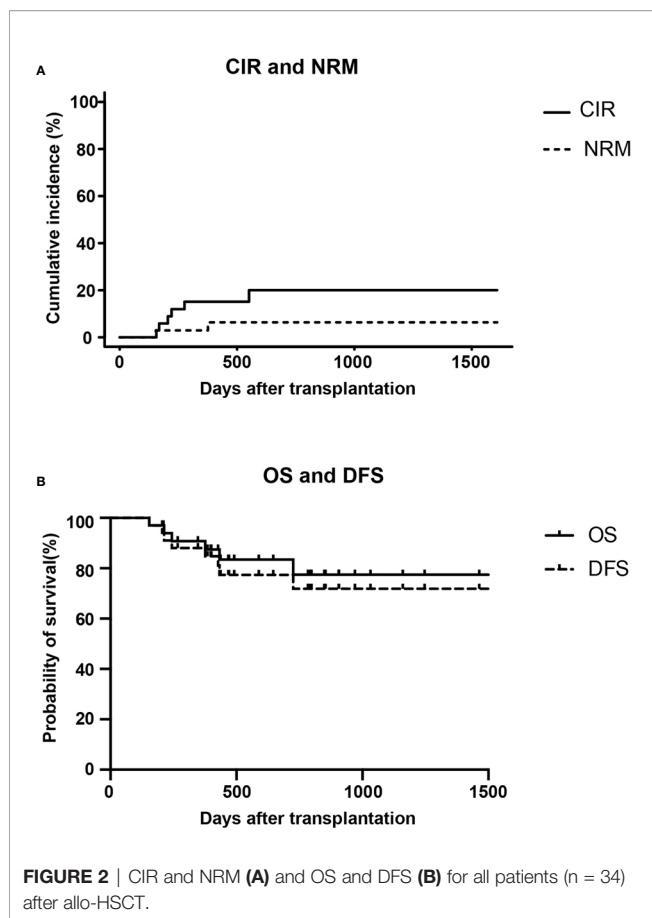 A
CIR and NRM
Cumulative incidence (%)
100
80
60
40
20
0
0 500 1000 1500
Days after transplantation
CIR
NRM
B
OS and DFS
Probability of survival(%)
100
80
60
40
20
0
0 500 1000 1500
Days after transplantation
OS
DFS
FIGURE 2 | CIR and NRM (A) and OS and DFS (B) for all patients (n = 34)
after allo-HSCT.